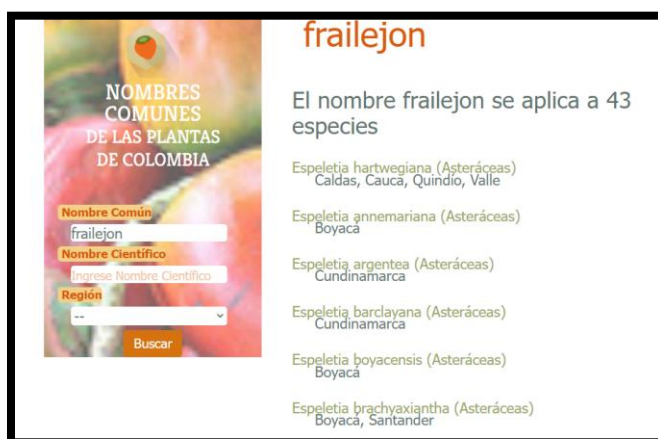 NOMBRES
COMUNES
DE LAS PLANTAS
DE COLOMBIA
Nombre Común
frailejon
Nombre Científico
Ingrese Nombre Científico
Región
--
Buscar
frailejon
El nombre frailejon se aplica a 43
especies
Espeletia hartwegiana (Asteráceas)
Caldas, Cauca, Quindío, Valle
Espeletia annemariana (Asteráceas)
Boyacá
Espeletia argentea (Asteráceas)
Cundinamarca
Espeletia barclayana (Asteráceas)
Cundinamarca
Espeletia boyacensis (Asteráceas)
Boyacá
Espeletia brachyaxiantha (Asteráceas)
Boyacá, Santander